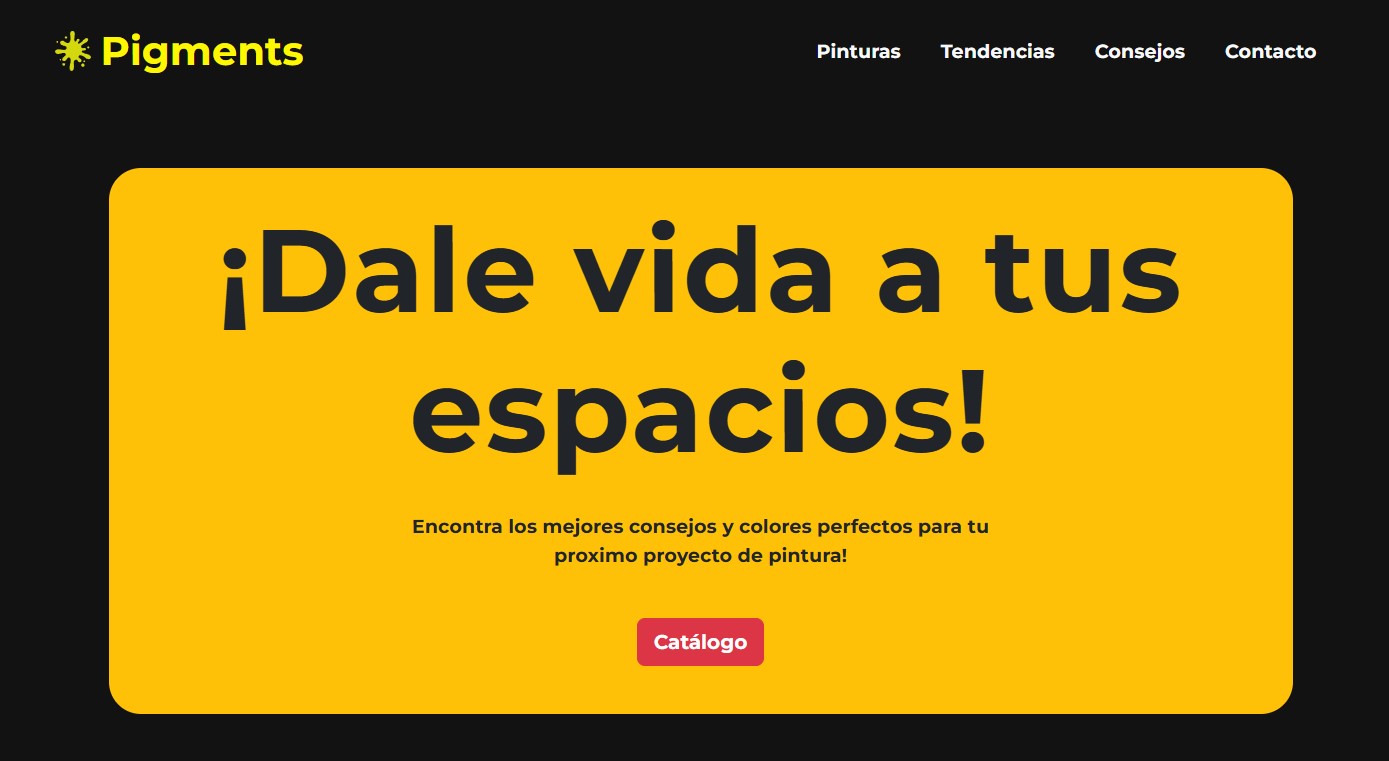 Pigments
Pinturas Tendencias Consejos Contacto
¡Dale vida a tus
espacios!
Encontra los mejores consejos y colores perfectos para tu
proximo proyecto de pintura!
Catálogo